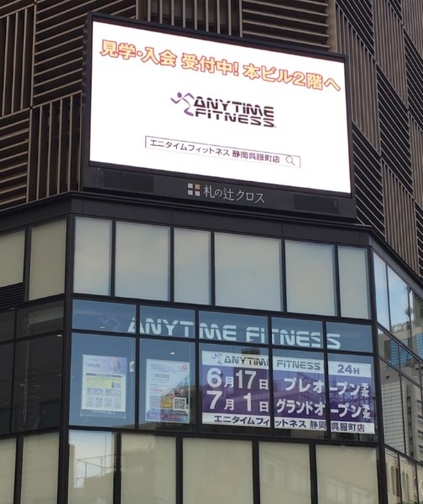 見学・入会 受付中! 本ビル2階へ
ANYTIME
FITNESS
エニタイムフィットネス 静岡呉服町店
札の辻クロス
ANYTIME FITNESS
ANYTIME FITNESS 24H
6月17日 プレオープン
7月1日 グランドオープン
エニタイムフィットネス 静岡呉服町店